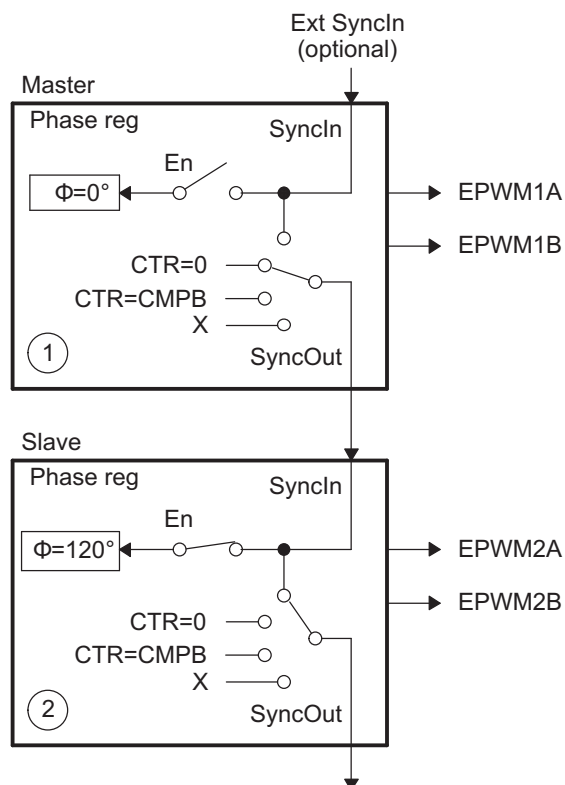 Ext SyncIn
(optional)
Master
Phase reg
SyncIn
En
Φ=0°
EPWM1A
EPWM1B
CTR=0
CTR=CMPB
X
1
SyncOut
Slave
Phase reg
SyncIn
En
Φ=120°
EPWM2A
EPWM2B
CTR=0
CTR=CMPB
X
2
SyncOut